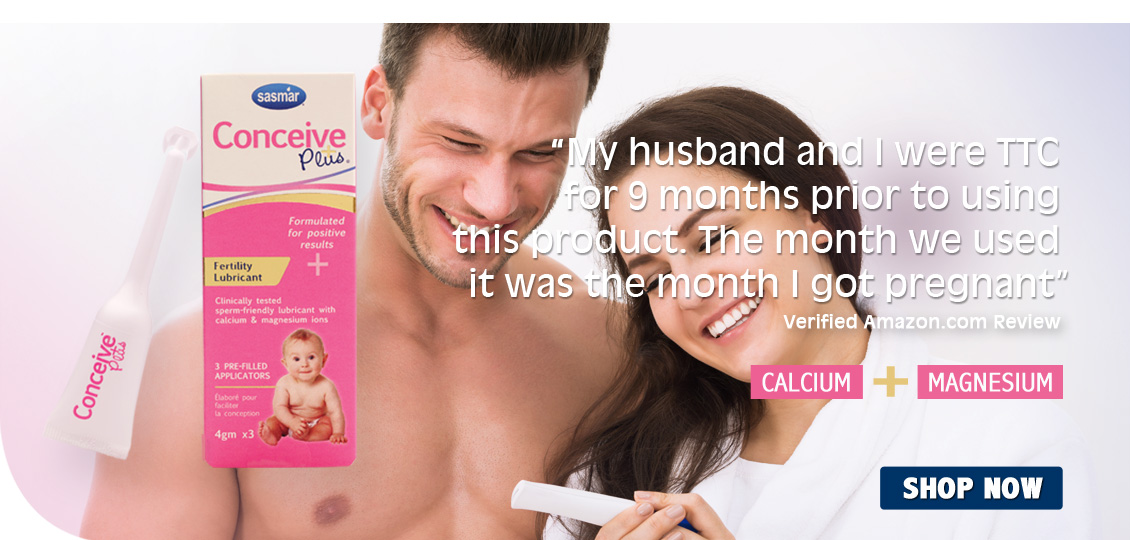 sasmar
Conceive
Plus®
Formulated
for positive
results
+
Fertility
Lubricant
Clinically tested
sperm-friendly lubricant with
calcium & magnesium ions
3 PRE-FILLED
APPLICATORS
Élaboré pour
faciliter
la conception
4gm x3
Conceive™
Plus
“My husband and I were TTC
for 9 months prior to using
this product. The month we used
it was the month I got pregnant”
Verified Amazon.com Review
CALCIUM + MAGNESIUM
SHOP NOW